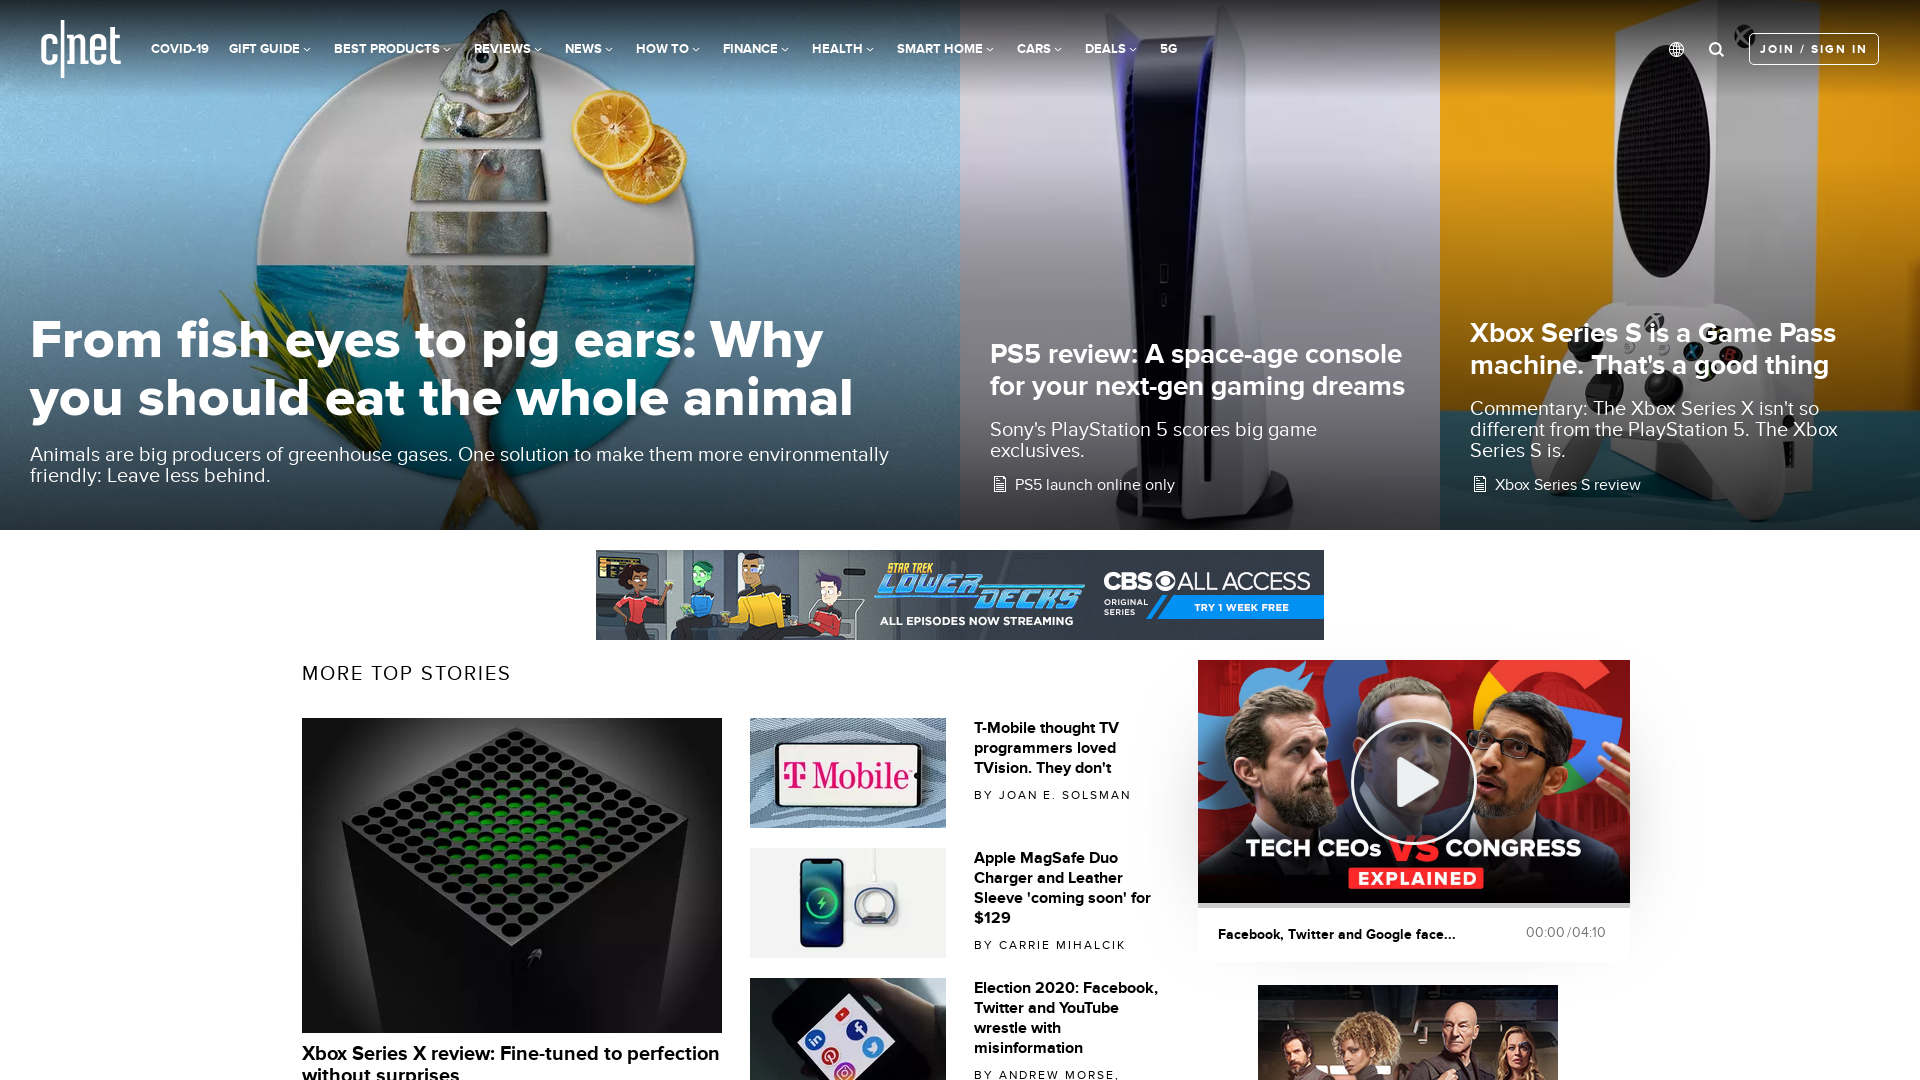 c|net
COVID-19 GIFT GUIDE BEST PRODUCTS REVIEWS NEWS HOW TO FINANCE HEALTH SMART HOME CARS DEALS 5G
JOIN / SIGN IN
From fish eyes to pig ears: Why
you should eat the whole animal
Animals are big producers of greenhouse gases. One solution to make them more environmentally
friendly: Leave less behind.
PS5 review: A space-age console
for your next-gen gaming dreams
Sony's PlayStation 5 scores big game
exclusives.
PS5 launch online only
Xbox Series S is a Game Pass
machine. That's a good thing
Commentary: The Xbox Series X isn't so
different from the PlayStation 5. The Xbox
Series S is.
Xbox Series S review
STAR TREK
LOWER DECKS
ALL EPISODES NOW STREAMING
CBS ALL ACCESS
ORIGINAL
SERIES
TRY 1 WEEK FREE
MORE TOP STORIES
Xbox Series X review: Fine-tuned to perfection
without surprises
T Mobile
T-Mobile thought TV
programmers loved
TVision. They don't
BY JOAN E. SOLSMAN
Apple MagSafe Duo
Charger and Leather
Sleeve 'coming soon' for
$129
BY CARRIE MIHALCIK
Election 2020: Facebook,
Twitter and YouTube
wrestle with
misinformation
BY ANDREW MORSE,
TECH CEOs VS CONGRESS
EXPLAINED
Facebook, Twitter and Google face...
00:00 /04:10